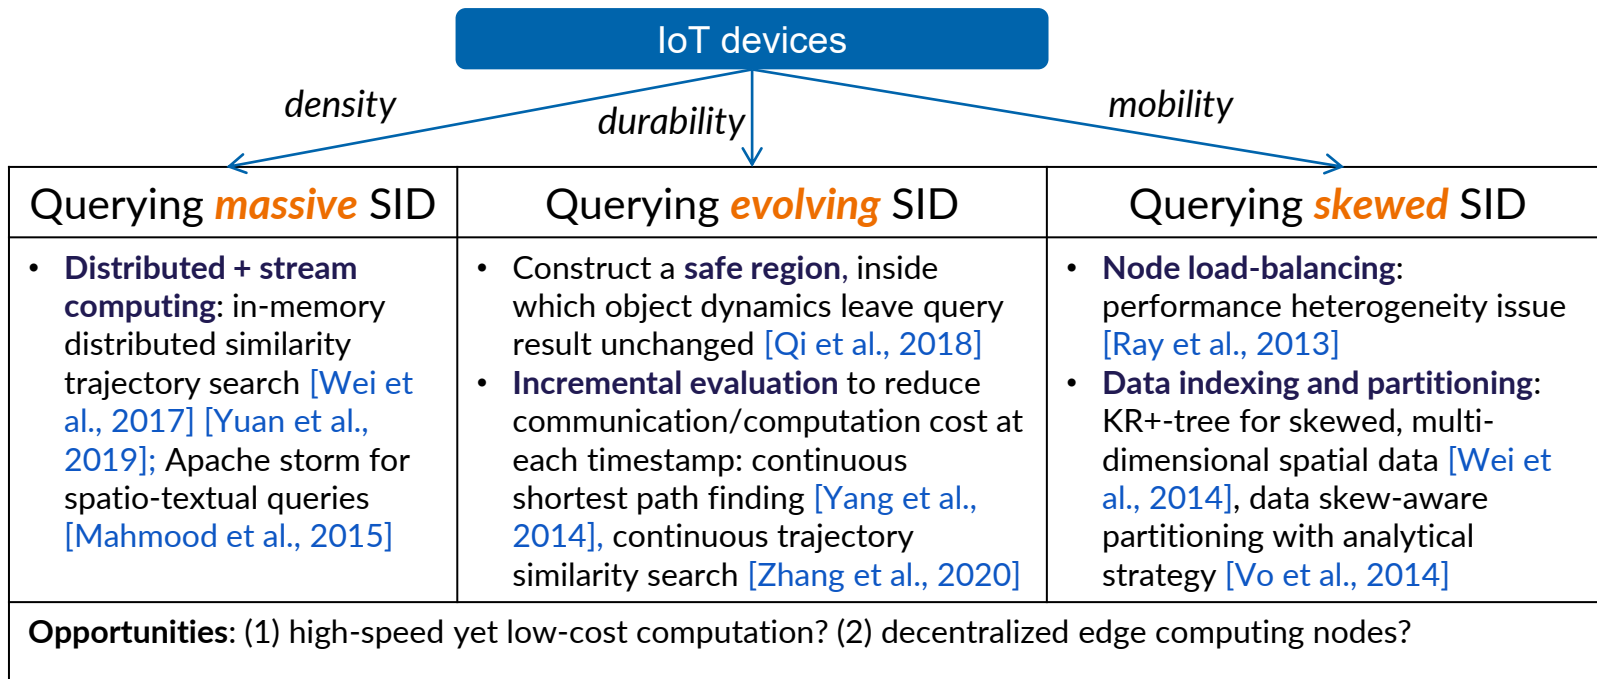 IoT devices
density
durability
mobility
Querying massive SID
Querying evolving SID
Querying skewed SID
• Distributed + stream
computing: in-memory
distributed similarity
trajectory search [Wei et
al., 2017] [Yuan et al.,
2019]; Apache storm for
spatio-textual queries
[Mahmood et al., 2015]
• Construct a safe region, inside
which object dynamics leave query
result unchanged [Qi et al., 2018]
• Incremental evaluation to reduce
communication/computation cost at
each timestamp: continuous
shortest path finding [Yang et al.,
2014], continuous trajectory
similarity search [Zhang et al., 2020]
• Node load-balancing:
performance heterogeneity issue
[Ray et al., 2013]
• Data indexing and partitioning:
KR+-tree for skewed, multi-
dimensional spatial data [Wei et
al., 2014], data skew-aware
partitioning with analytical
strategy [Vo et al., 2014]
Opportunities: (1) high-speed yet low-cost computation? (2) decentralized edge computing nodes?